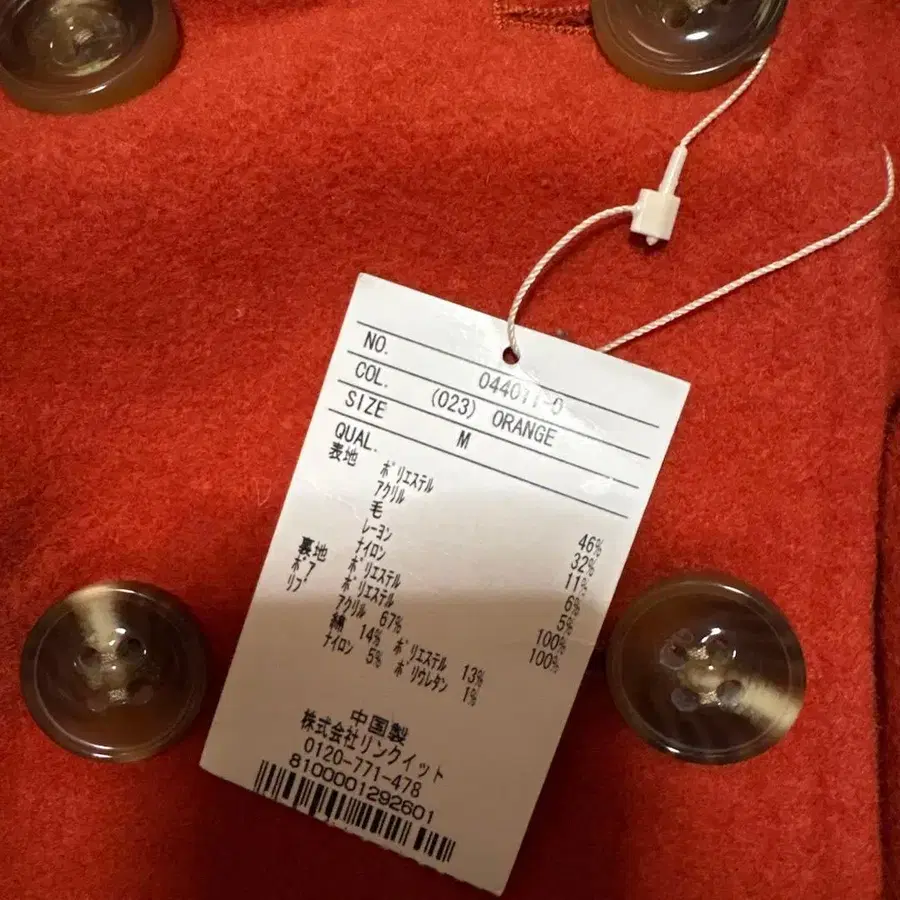 NO. 044011-0
COL. (023) ORANGE
SIZE M
QUAL.
表地 ポリエステル 46%
アクリル 32%
毛 11%
レーヨン 6%
ナイロン 5%
裏地 ポリエステル 100%
ボア ポリエステル 100%
リブ アクリル 67% ポリエステル 13%
綿 14% ポリウレタン 1%
ナイロン 5%
中国製
株式会社リンクイット
0120-771-478
8100001292601